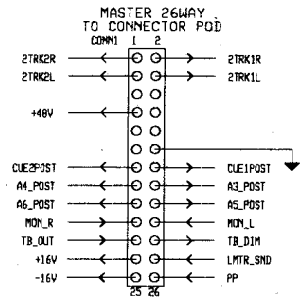 MASTER 26WAY
TO CONNECTOR POD
CONN1 1 2
2TRK2R 2TRK1R
2TRK2L 2TRK1L
+48V
CUE2POST CUE1POST
A4_POST A3_POST
A6_POST A5_POST
MON_R MON_L
TB_OUT TB_DIM
+16V LMTR_SND
-16V PP
25 26